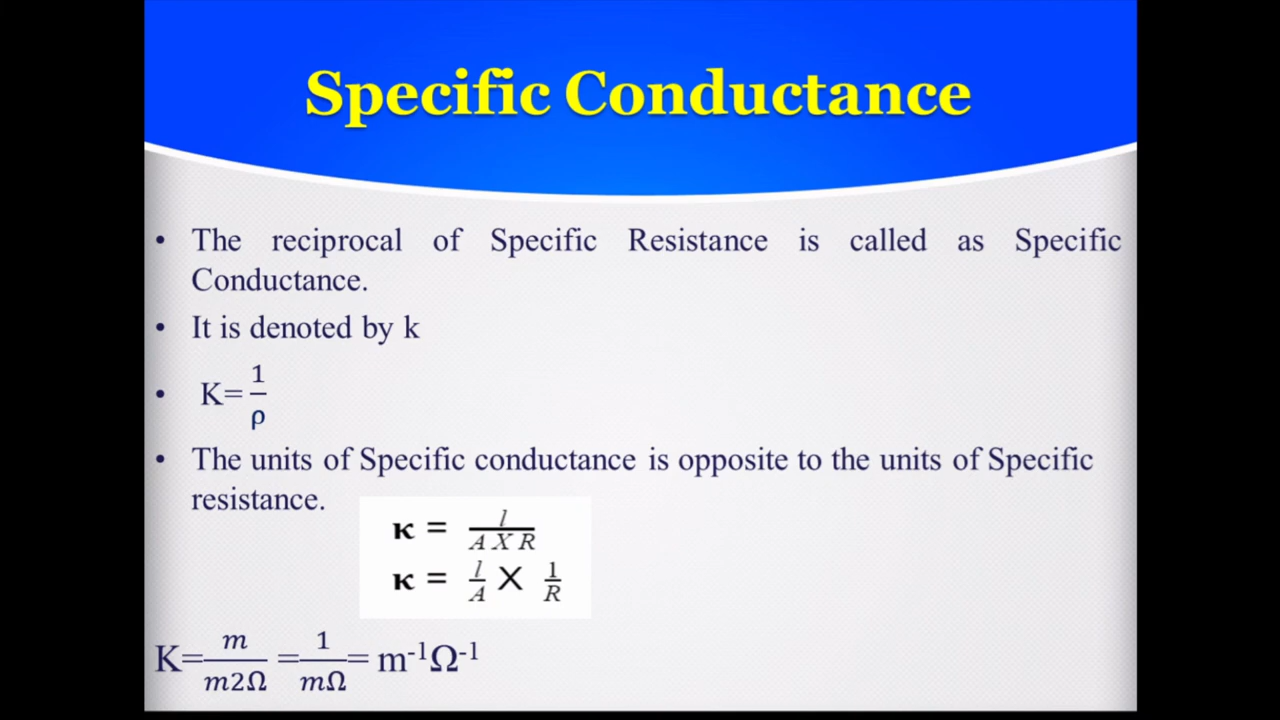 Specific Conductance
• The reciprocal of Specific Resistance is called as Specific
Conductance.
• It is denoted by k
• K=1/ρ
• The units of Specific conductance is opposite to the units of Specific
resistance.
κ = l/A X R
κ = l/A X 1/R
K=m/m2Ω =1/mΩ= m⁻¹Ω⁻¹